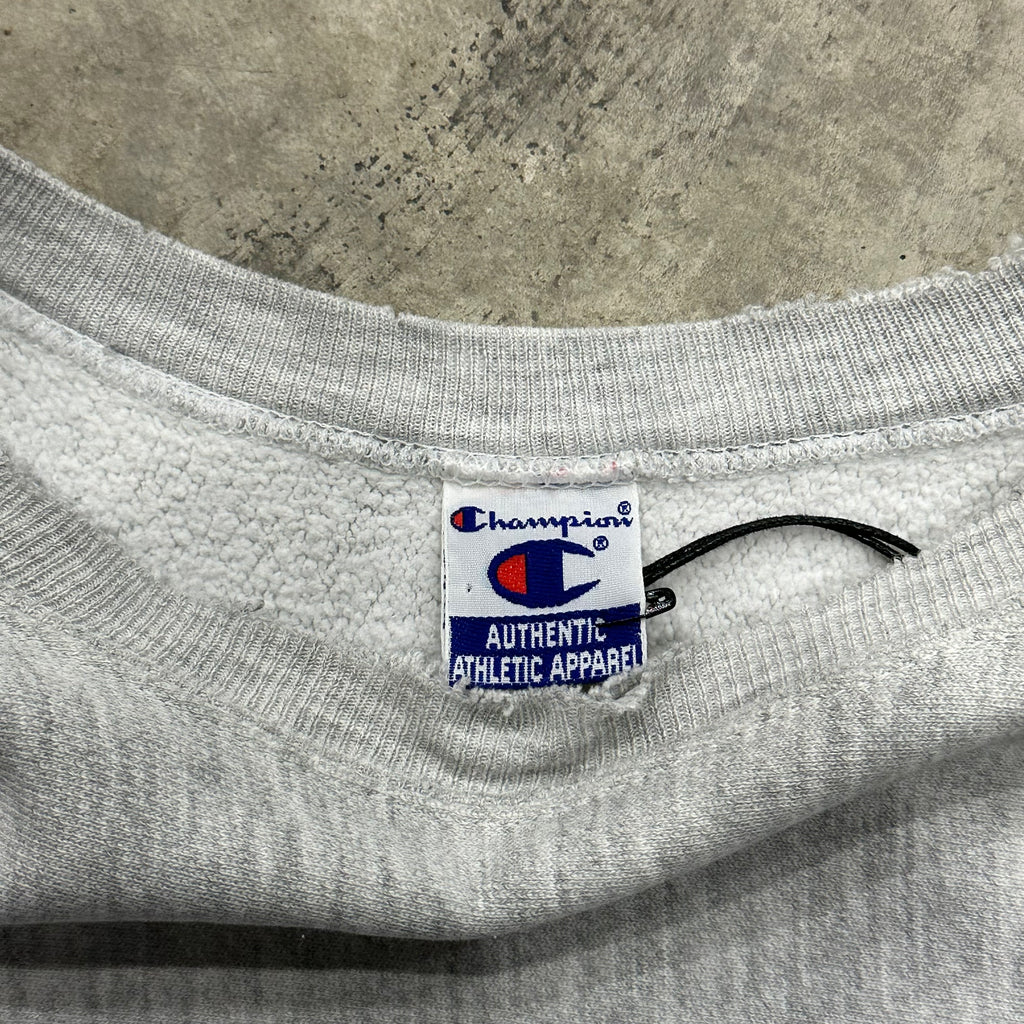 Champion®
®
AUTHENTIC
ATHLETIC APPAREL